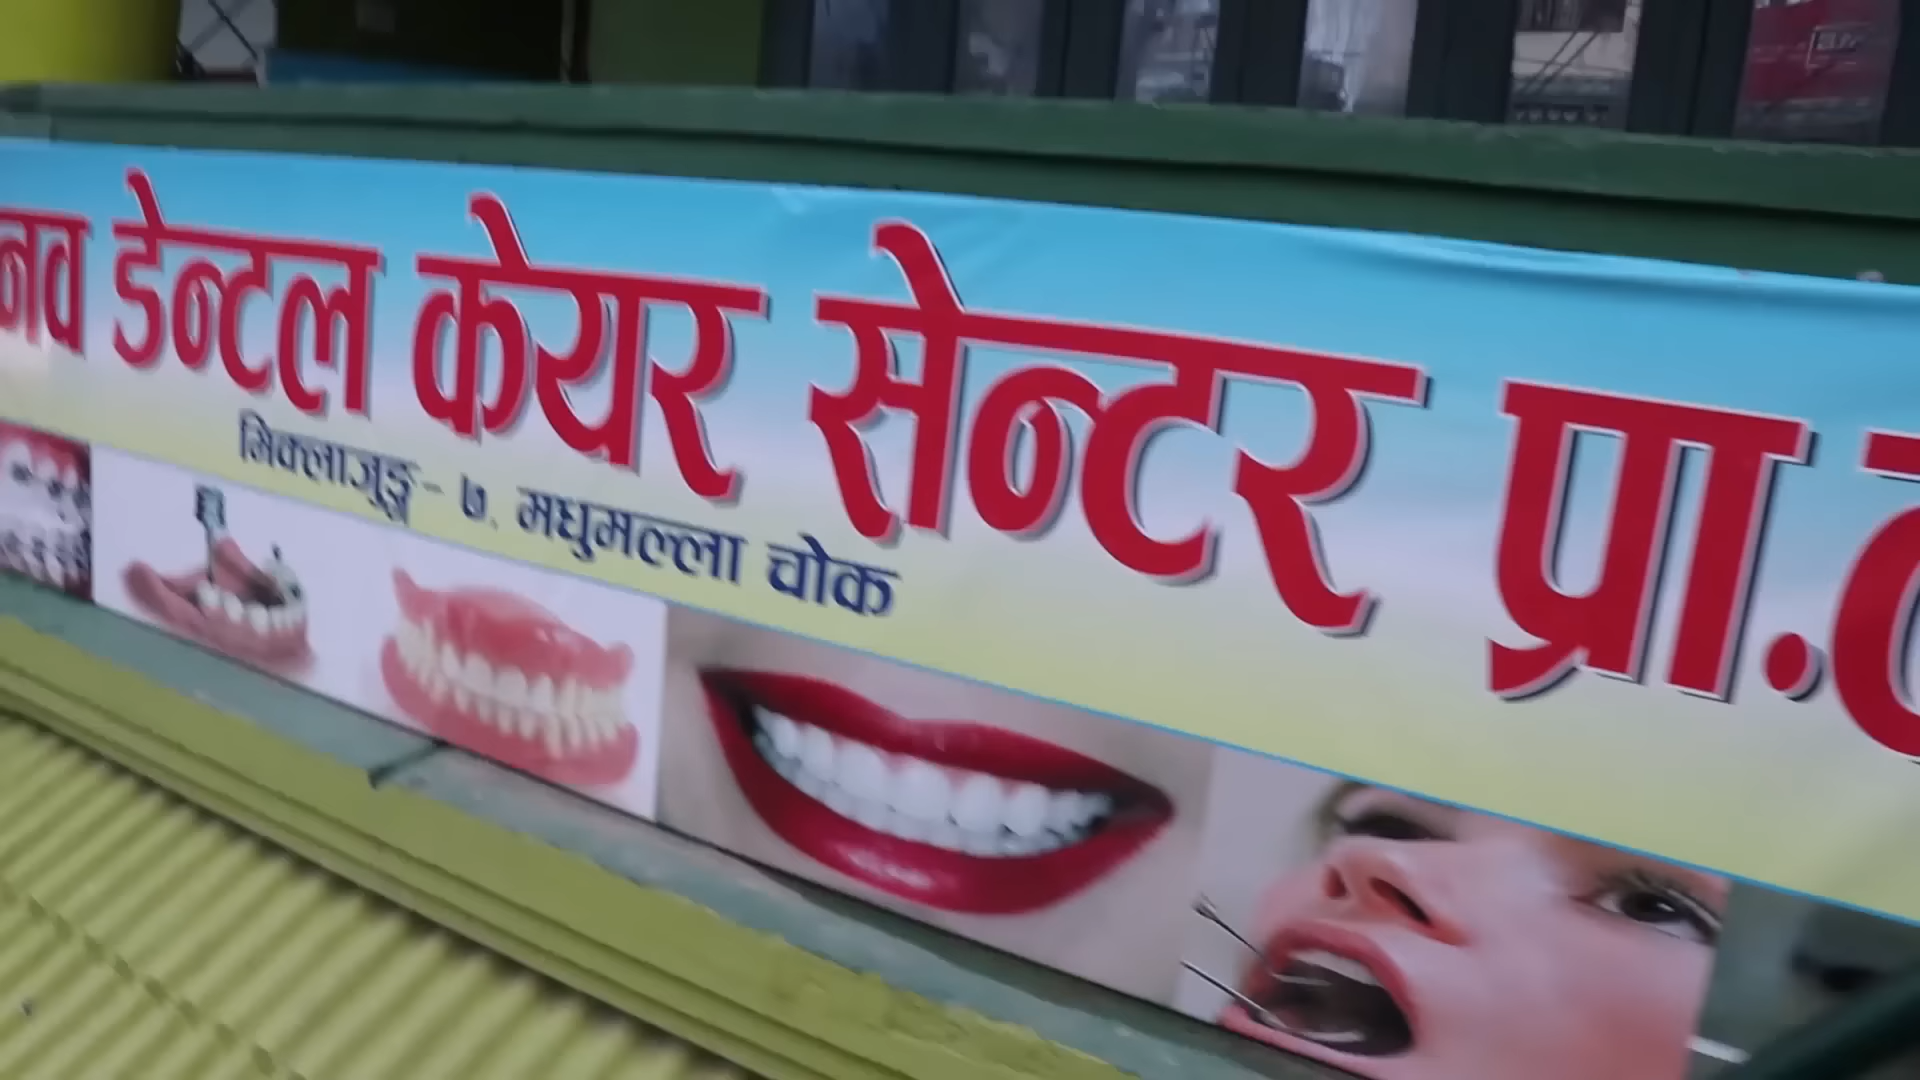 नव डेन्टल केयर सेन्टर प्रा.
मिक्लाजुङ्ग- ७, मधुमल्ला चोक